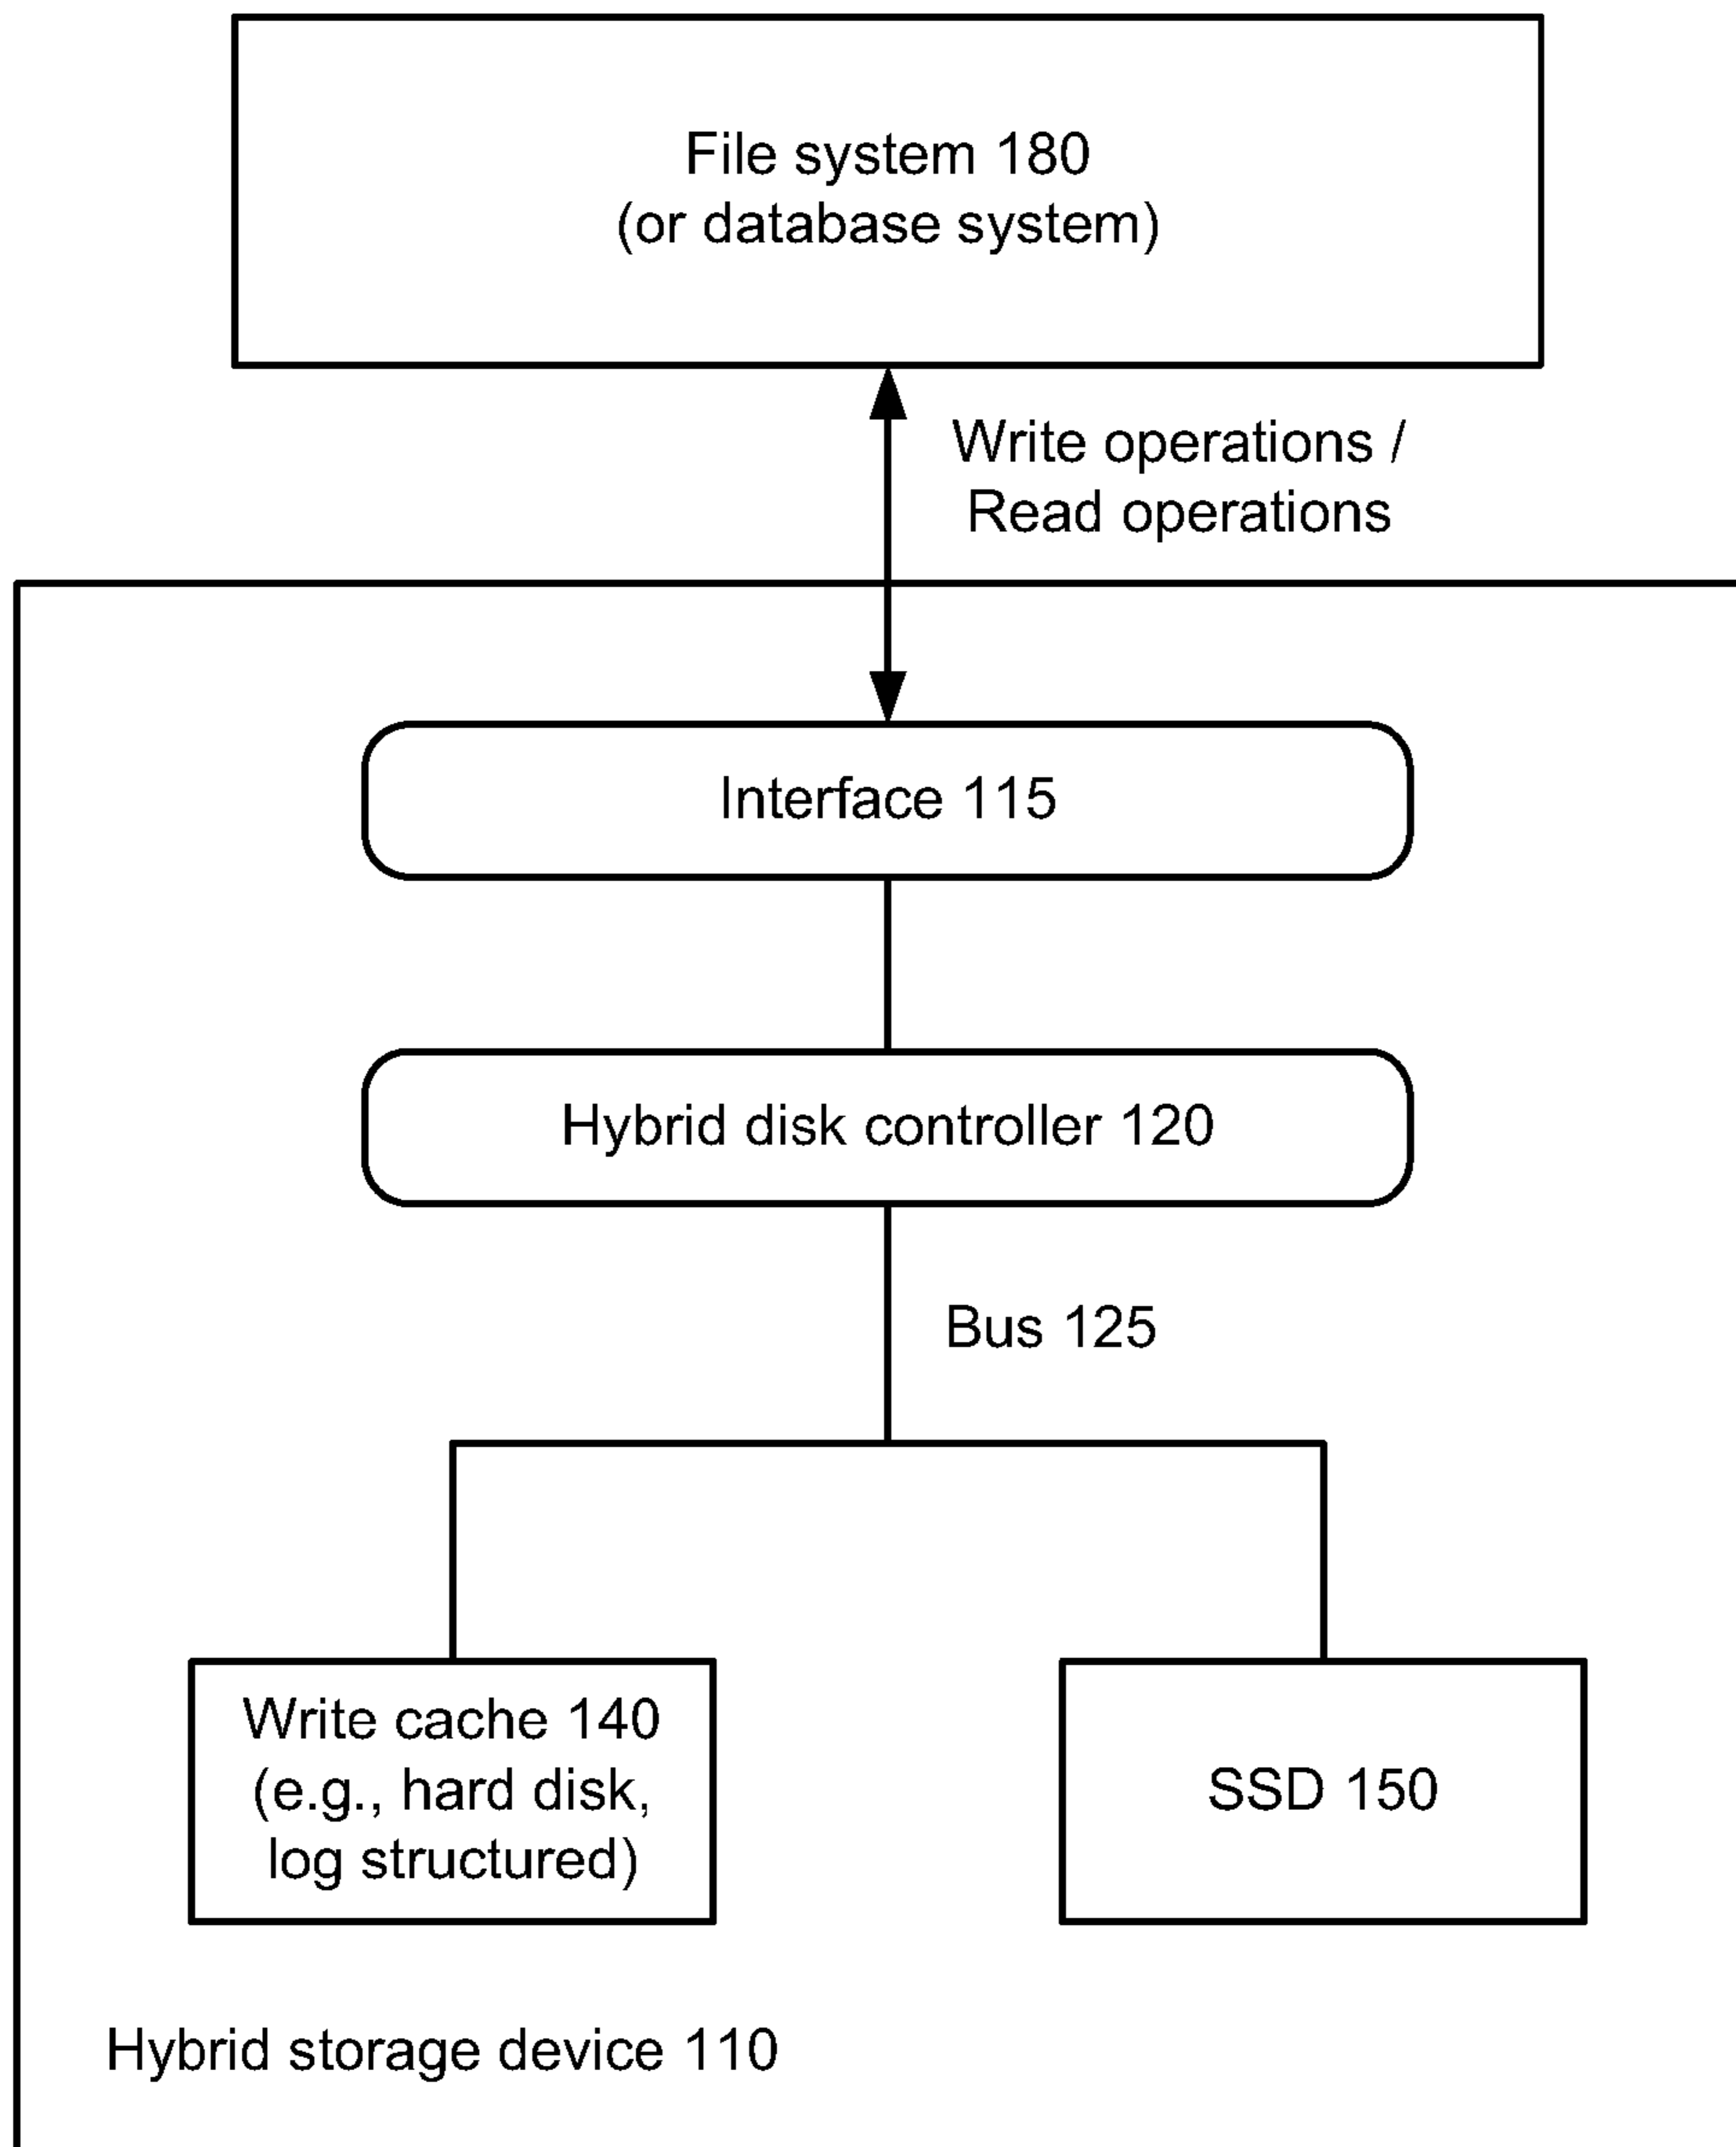 File system 180
(or database system)
Write operations /
Read operations
Interface 115
Hybrid disk controller 120
Bus 125
Write cache 140
(e.g., hard disk,
log structured)
SSD 150
Hybrid storage device 110